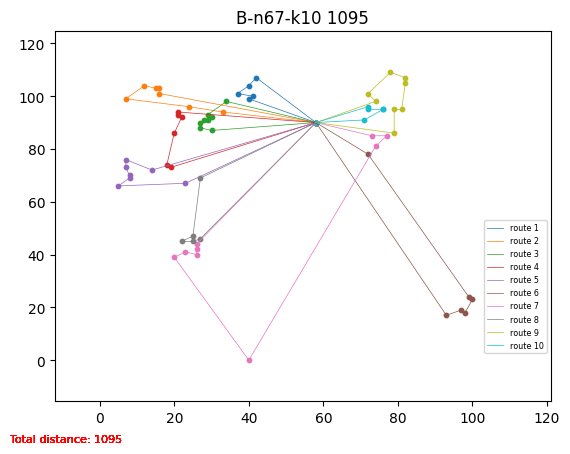 B-n67-k10 1095
120
100
80
60
40
20
0
0 20 40 60 80 100 120
route 1
route 2
route 3
route 4
route 5
route 6
route 7
route 8
route 9
route 10
Total distance: 1095